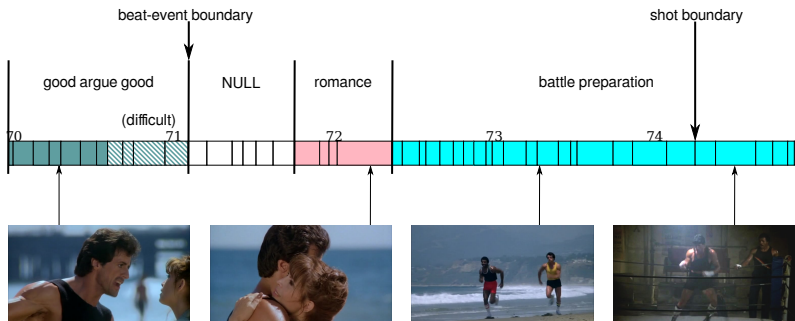 beat-event boundary
shot boundary
good argue good
NULL
romance
battle preparation
(difficult)
70
71
72
73
74